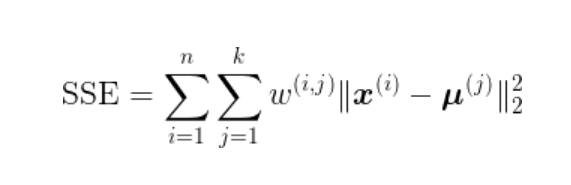 SSE = \sum_{i=1}^{n} \sum_{j=1}^{k} w^{(i,j)} \| \boldsymbol{x}^{(i)} - \boldsymbol{\mu}^{(j)} \|_2^2